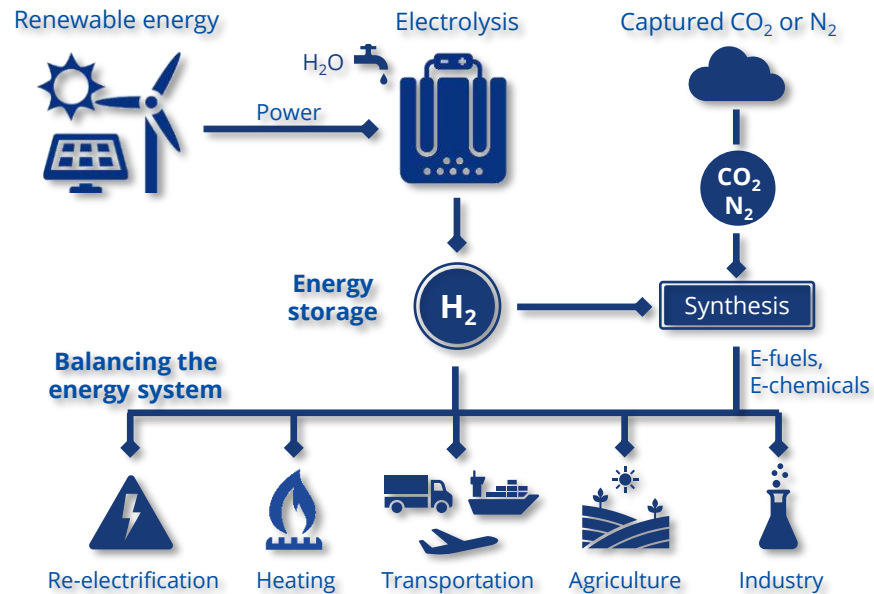 Renewable energy
Electrolysis
Captured CO₂ or N₂
H₂O
Power
CO₂
N₂
Energy
storage
H₂
Synthesis
Balancing the
energy system
E-fuels,
E-chemicals
Re-electrification
Heating
Transportation
Agriculture
Industry